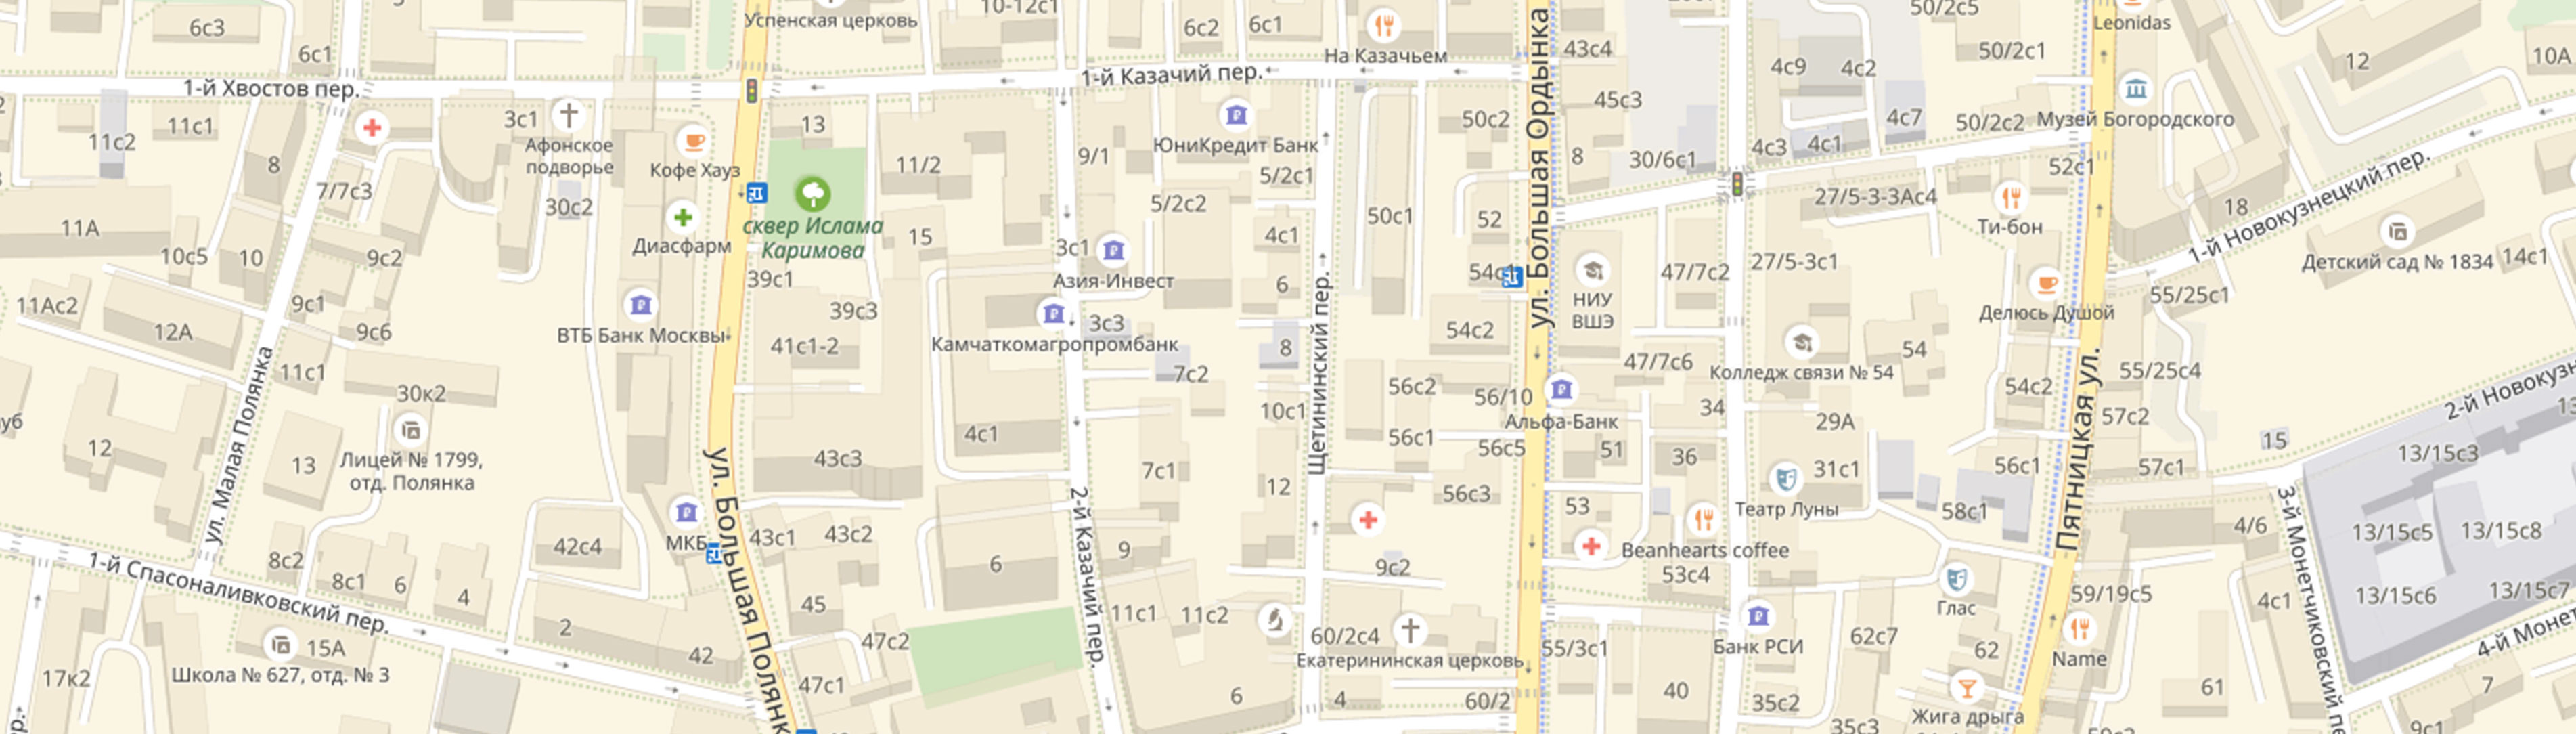 Успенская церковь
10-12с1
6с2
6с1
На Казачьем
43с4
50/2с5
Leonidas
6с3
6с1
50/2с1
12
10А
4с9
4с2
1-й Хвостов пер.
1-й Казачий пер.
ул. Большая Ордынка
45с3
11с2
11с1
3с1
13
50с2
4с7
50/2с2
Музей Богородского
Афонское
подворье
Кофе Хауз
ЮниКредит Банк
9/1
8
30/6с1
4с3
4с1
52с1
8
7/7с3
11/2
5/2с1
5/2с2
30с2
50с1
52
27/5-3-3Ас4
Ти-бон
18
1-й Новокузнецкий пер.
11А
10с5
10
9с2
Диасфарм
сквер Ислама
Каримова
15
3с1
4с1
Азия-Инвест
6
54с1
НИУ
ВШЭ
47/7с2
27/5-3с1
Детский сад № 1834
14с1
11Ас2
12А
9с1
9с6
39с1
39с3
ВТБ Банк Москвы
41с1-2
3с3
Камчаткомагропромбанк
8
54с2
Делюсь Душой
55/25с1
47/7с6
54
Колледж связи № 54
11с1
30к2
7с2
56с2
56/10
Альфа-Банк
34
29А
54с2
55/25с4
57с2
ул. Малая Полянка
12
13
Лицей № 1799,
отд. Полянка
4с1
10с1
Щетининский пер.
56с1
56с5
51
36
31с1
56с1
57с1
15
13/15с3
43с3
7с1
12
56с3
53
Театр Луны
58с1
Пятницкая ул.
4/6
13/15с5
13/15с8
ул. Большая Полянка
МКБ
43с1
43с2
42с4
6
9
2-й Казачий пер.
9с2
Beanhearts coffee
53с4
Глас
59/19с5
4с1
13/15с6
13/15с7
1-й Спасоналивковский пер.
8с2
8с1
6
4
45
11с1
11с2
60/2с4
Екатерининская церковь
55/3с1
Банк РСИ
62с7
62
Name
15А
Школа № 627, отд. № 3
17к2
2
42
47с2
47с1
6
4
60/2
40
35с2
35с3
Жига дрыга
61
7
9с1